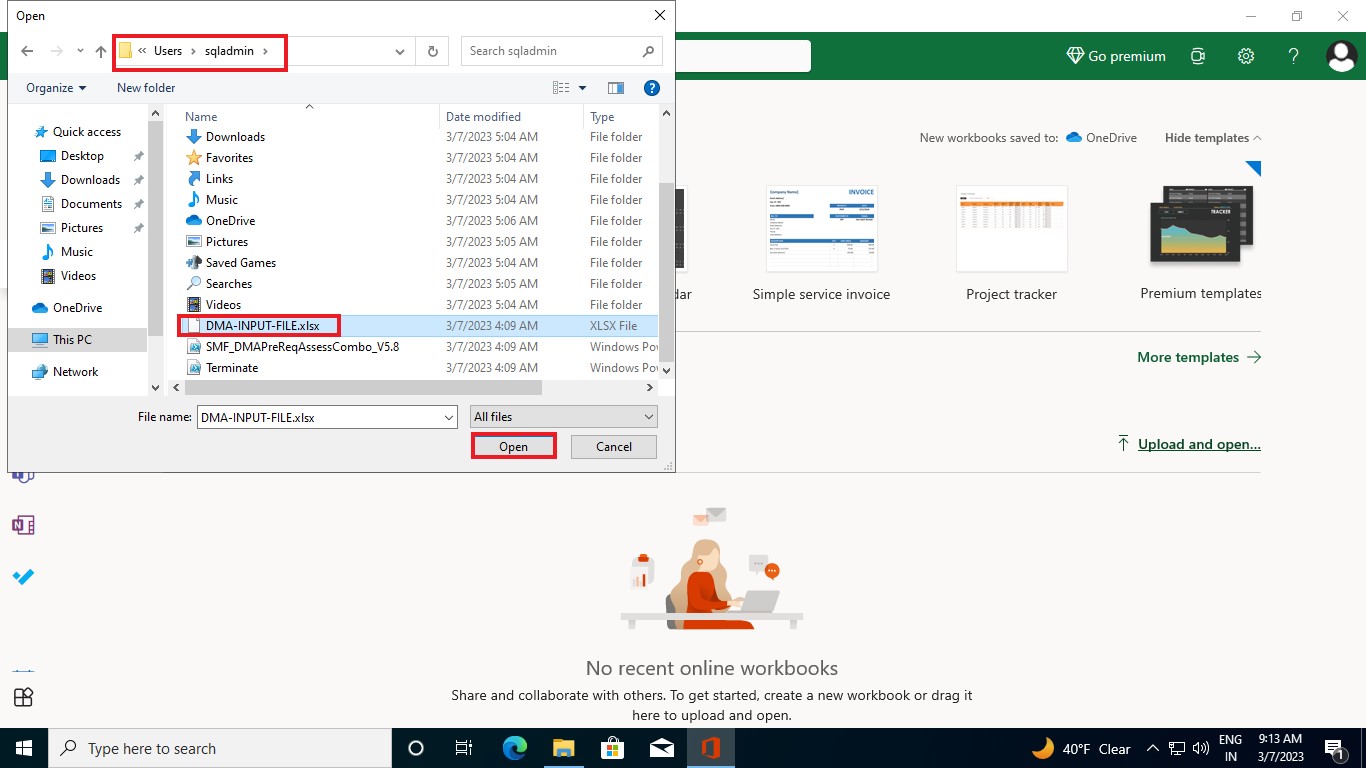 Open
Users
sqladmin
Search sqladmin
Go premium
Organize
New folder
Name
Date modified
Type
Downloads 3/7/2023 5:04 AM File folder
Favorites 3/7/2023 5:04 AM File folder
Links 3/7/2023 5:04 AM File folder
Music 3/7/2023 5:04 AM File folder
OneDrive 3/7/2023 5:06 AM File folder
Pictures 3/7/2023 5:05 AM File folder
Saved Games 3/7/2023 5:04 AM File folder
Searches 3/7/2023 5:05 AM File folder
Videos 3/7/2023 5:04 AM File folder
DMA-INPUT-FILE.xlsx 3/7/2023 4:09 AM XLSX File
SMF_DMAPreReqAssessCombo_V5.8 3/7/2023 4:09 AM Windows Pow
Terminate 3/7/2023 4:09 AM Windows Pow
Quick access
Desktop
Downloads
Documents
Pictures
Music
Videos
OneDrive
This PC
Network
File name: DMA-INPUT-FILE.xlsx
All files
Open
Cancel
New workbooks saved to: OneDrive
Hide templates
INVOICE
TRACKER
dar
Simple service invoice
Project tracker
Premium templates
More templates
Upload and open...
No recent online workbooks
Share and collaborate with others. To get started, create a new workbook or drag it
here to upload and open.
Type here to search
40°F Clear
ENG
IN
9:13 AM
3/7/2023
1